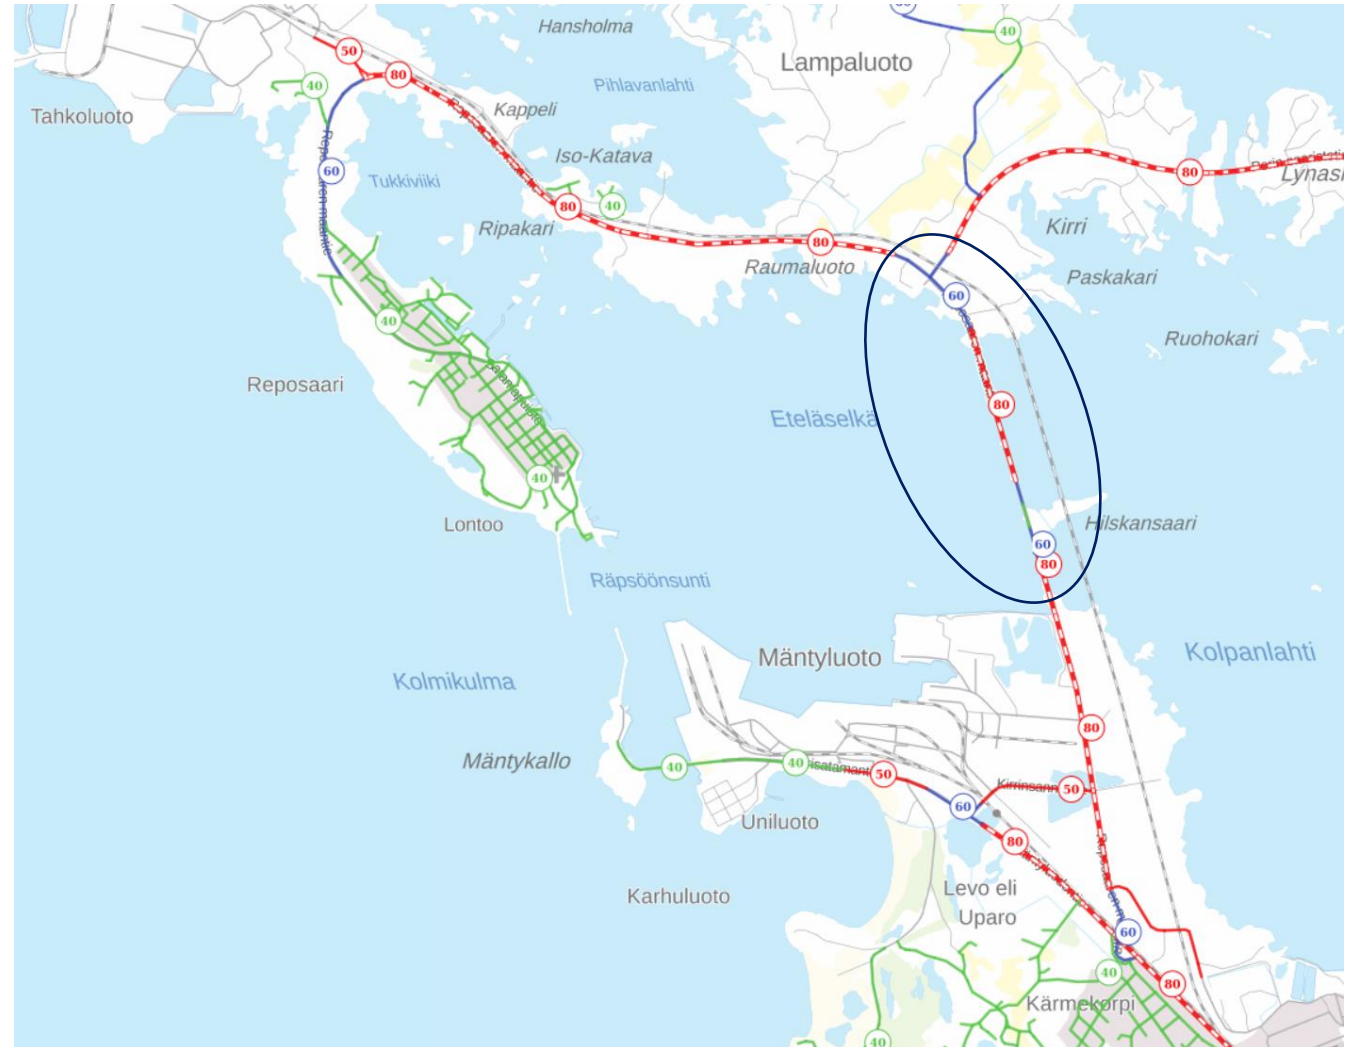 Hansholma
40
50
Lampaluoto
80
Pihlavanlahti
40
Kappeli
Tahkoluoto
Iso-Katava
60
Tukkiviiki
80
40
80
Kirri
Ripakari
80
Raumaluoto
Paskakari
60
Ruohokari
40
Reposaari
Eteläselkä
80
40
Lontoo
Hilskansaari
60
80
Räpsöönsunti
Mäntyluoto
Kolpanlahti
Kolmikulma
80
Mäntykallo
40
40
50
50
60
Uniluoto
80
Karhuluoto
Levo eli
Uparo
60
40
80
Kärmekorpi
40